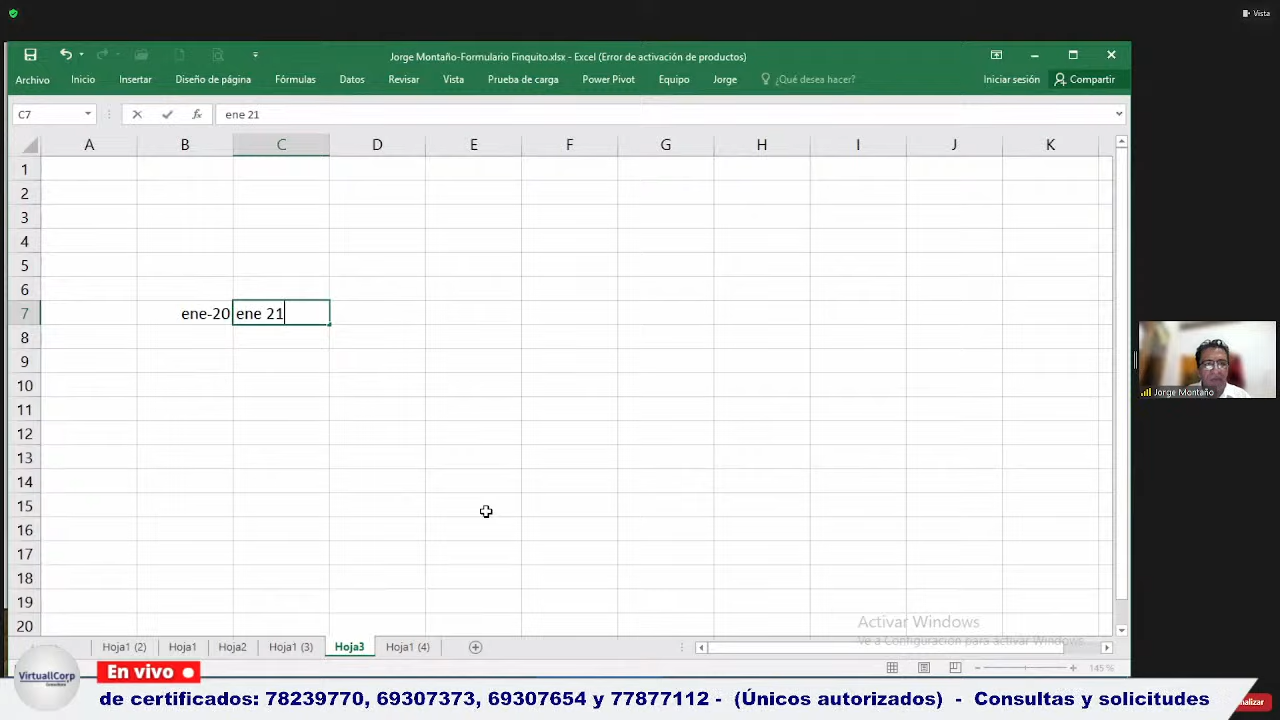 Vista
Jorge Montaño-Formulario Finquito.xlsx - Excel (Error de activación de productos)
Archivo Inicio Insertar Diseño de página Fórmulas Datos Revisar Vista Prueba de carga Power Pivot Equipo Jorge ¿Qué desea hacer? Iniciar sesión Compartir
C7 fx ene 21
A B C D E F G H I J K
1
2
3
4
5
6
7 ene-20 ene 21
8
9
10
11
12
13
14
15
16
17
18
19
20
Jorge Montaño
Activar Windows
Ve a Configuración para activar Windows.
Hoja1 (2) Hoja1 Hoja2 Hoja3 (4)
145 %
VirtuallCorp
En vivo
de certificados: 78239770, 69307373, 69307654 y 77877112 - (Únicos autorizados) - Consultas y solicitudes